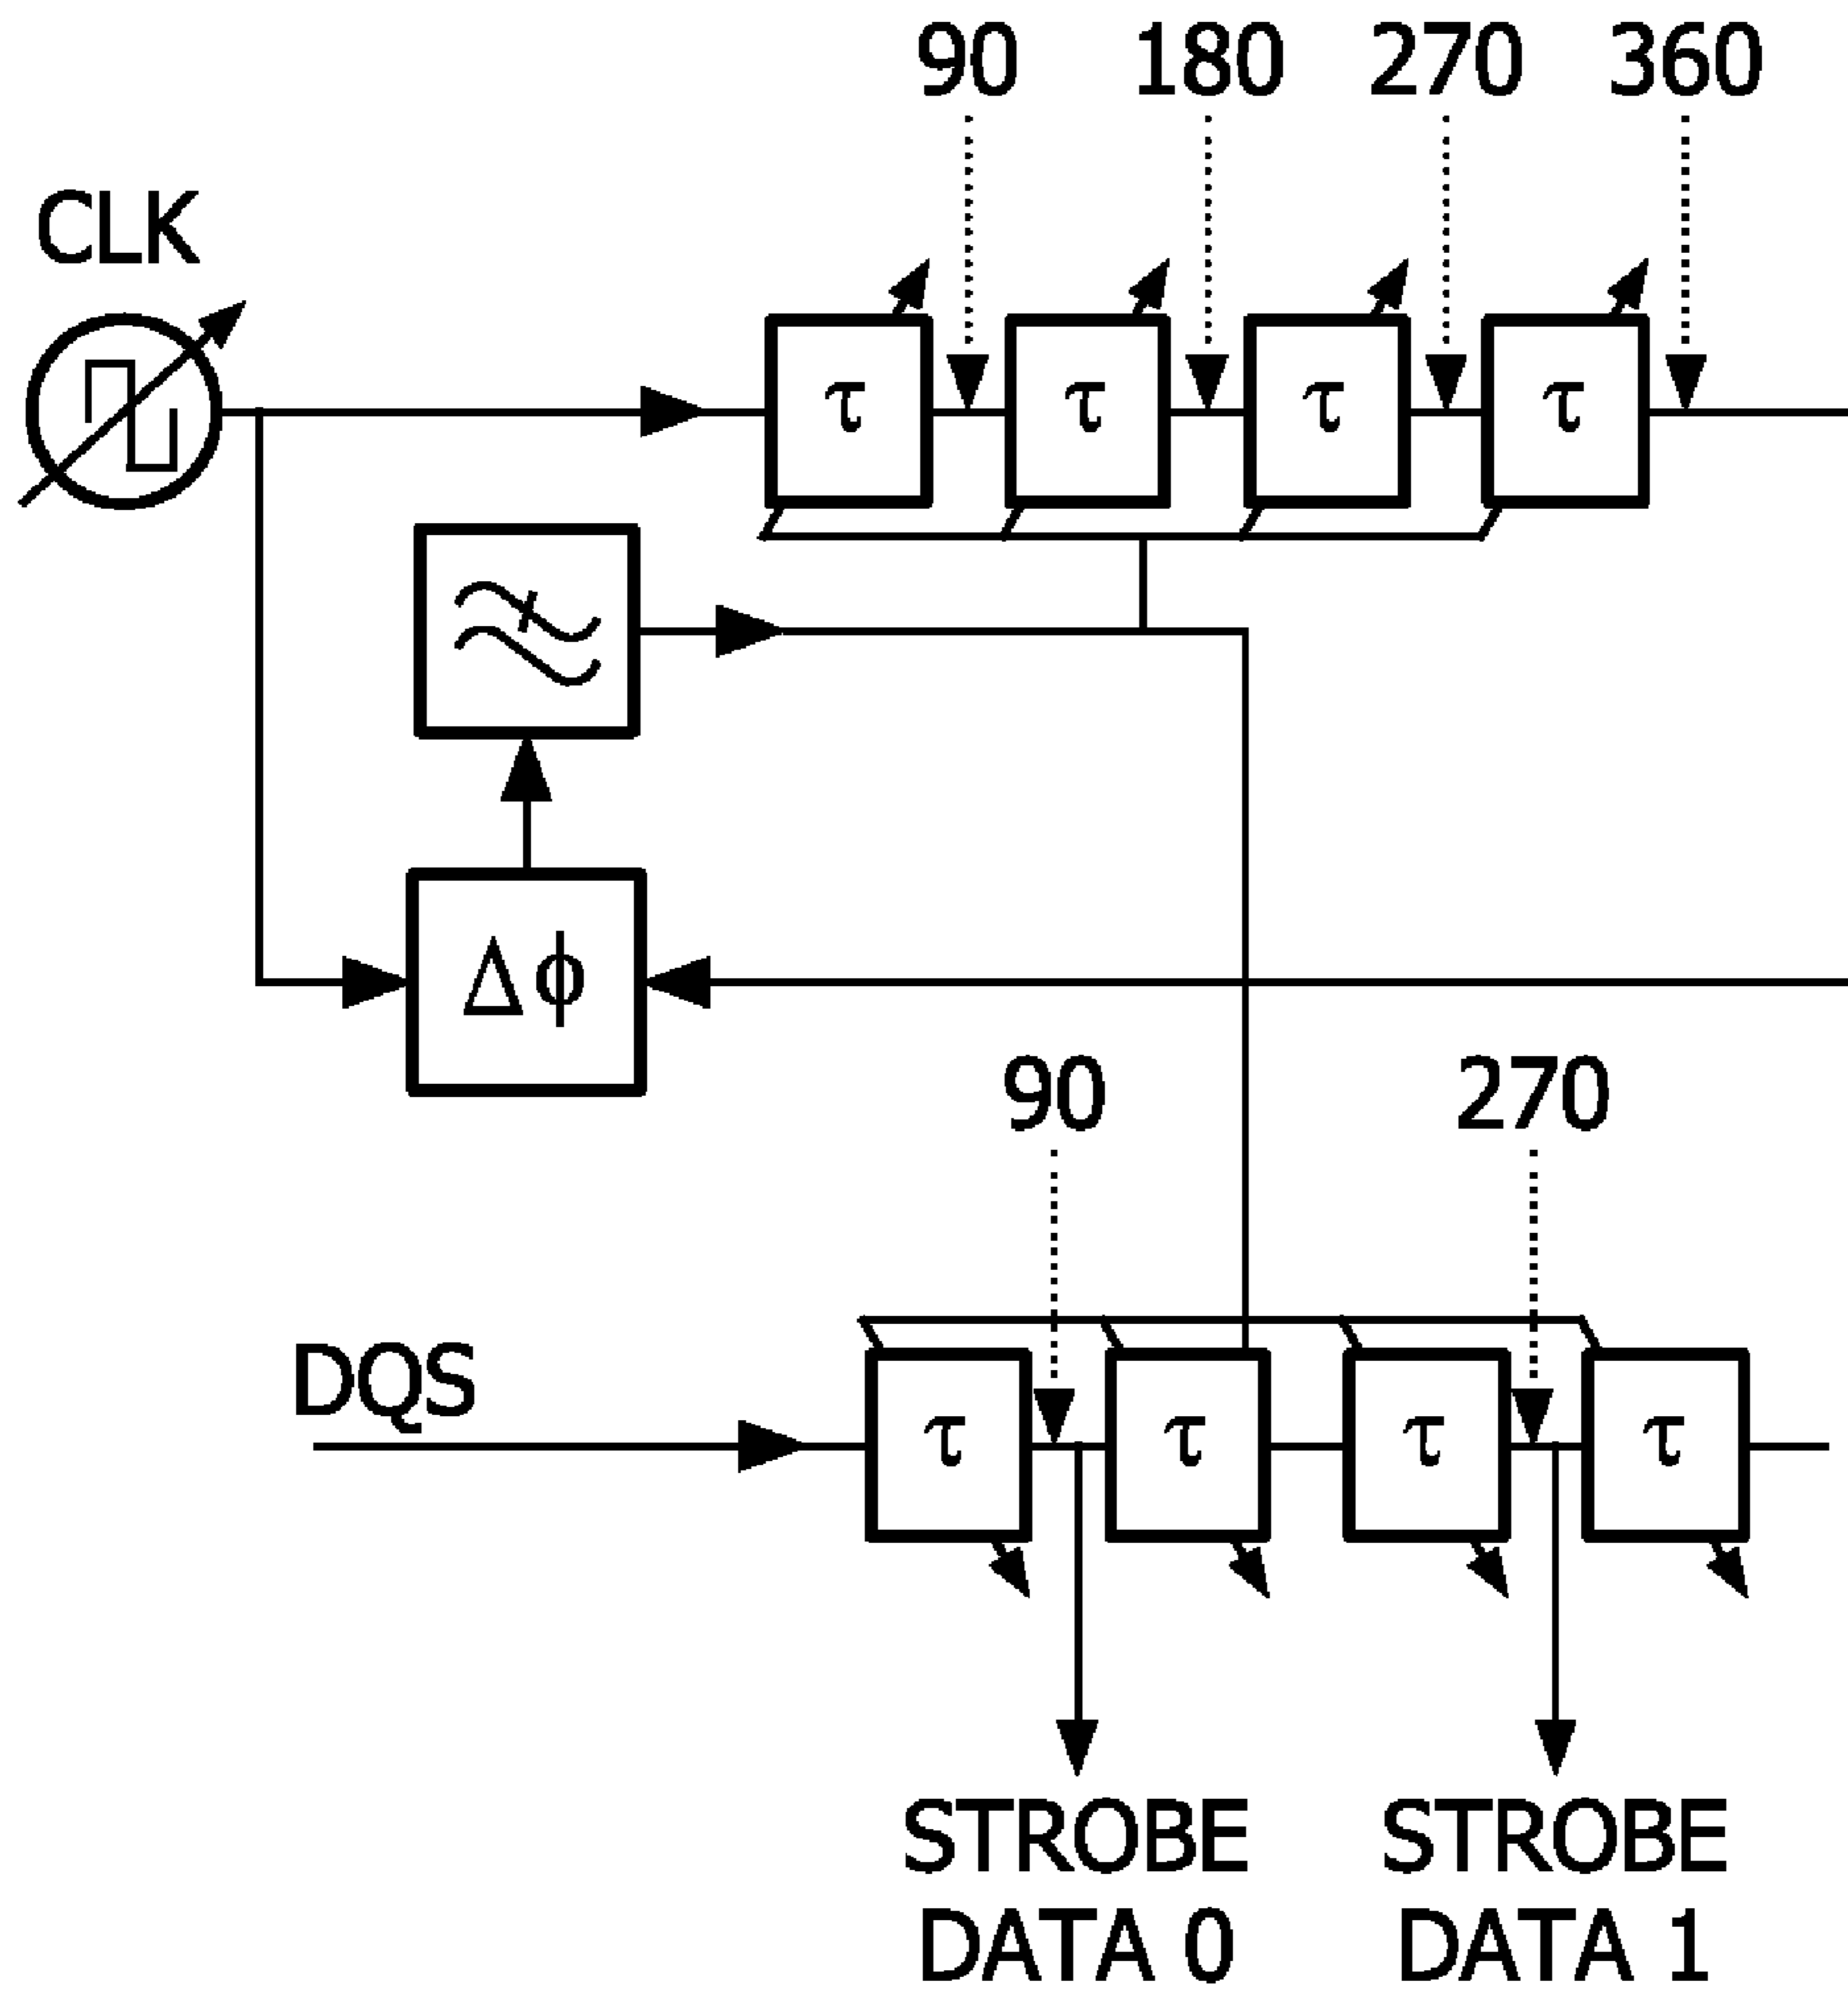 90 180 270 360
CLK
τ τ τ τ
Δϕ
90 270
DQS
τ τ τ τ
STROBE STROBE
DATA 0 DATA 1